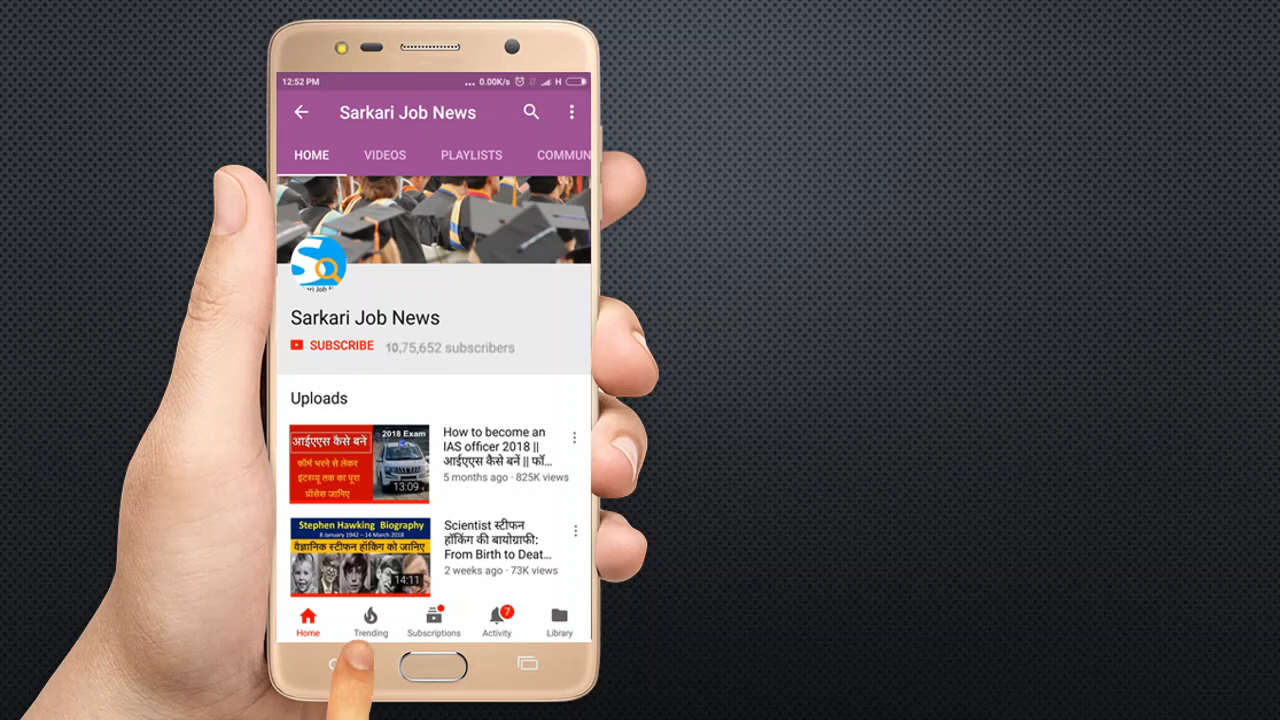 12:52 PM
... 0.00K/s H
Sarkari Job News
HOME VIDEOS PLAYLISTS COMMUN
Sarkari Job News
SUBSCRIBE 10,75,652 subscribers
Uploads
आईएएस कैसे बनें
फॉर्म भरने से लेकर
इंटरव्यू तक का पूरा
प्रोसेस जानिए
2018 Exam
13:09
How to become an
IAS officer 2018 ||
आईएएस कैसे बनें || फॉ...
5 months ago · 825K views
Stephen Hawking Biography
8 January 1942 – 14 March 2018
वैज्ञानिक स्टीफन हॉकिंग को जानिए
14:11
Scientist स्टीफन
हॉकिंग की बायोग्राफी:
From Birth to Deat...
2 weeks ago · 73K views
7
Home Trending Subscriptions Activity Library